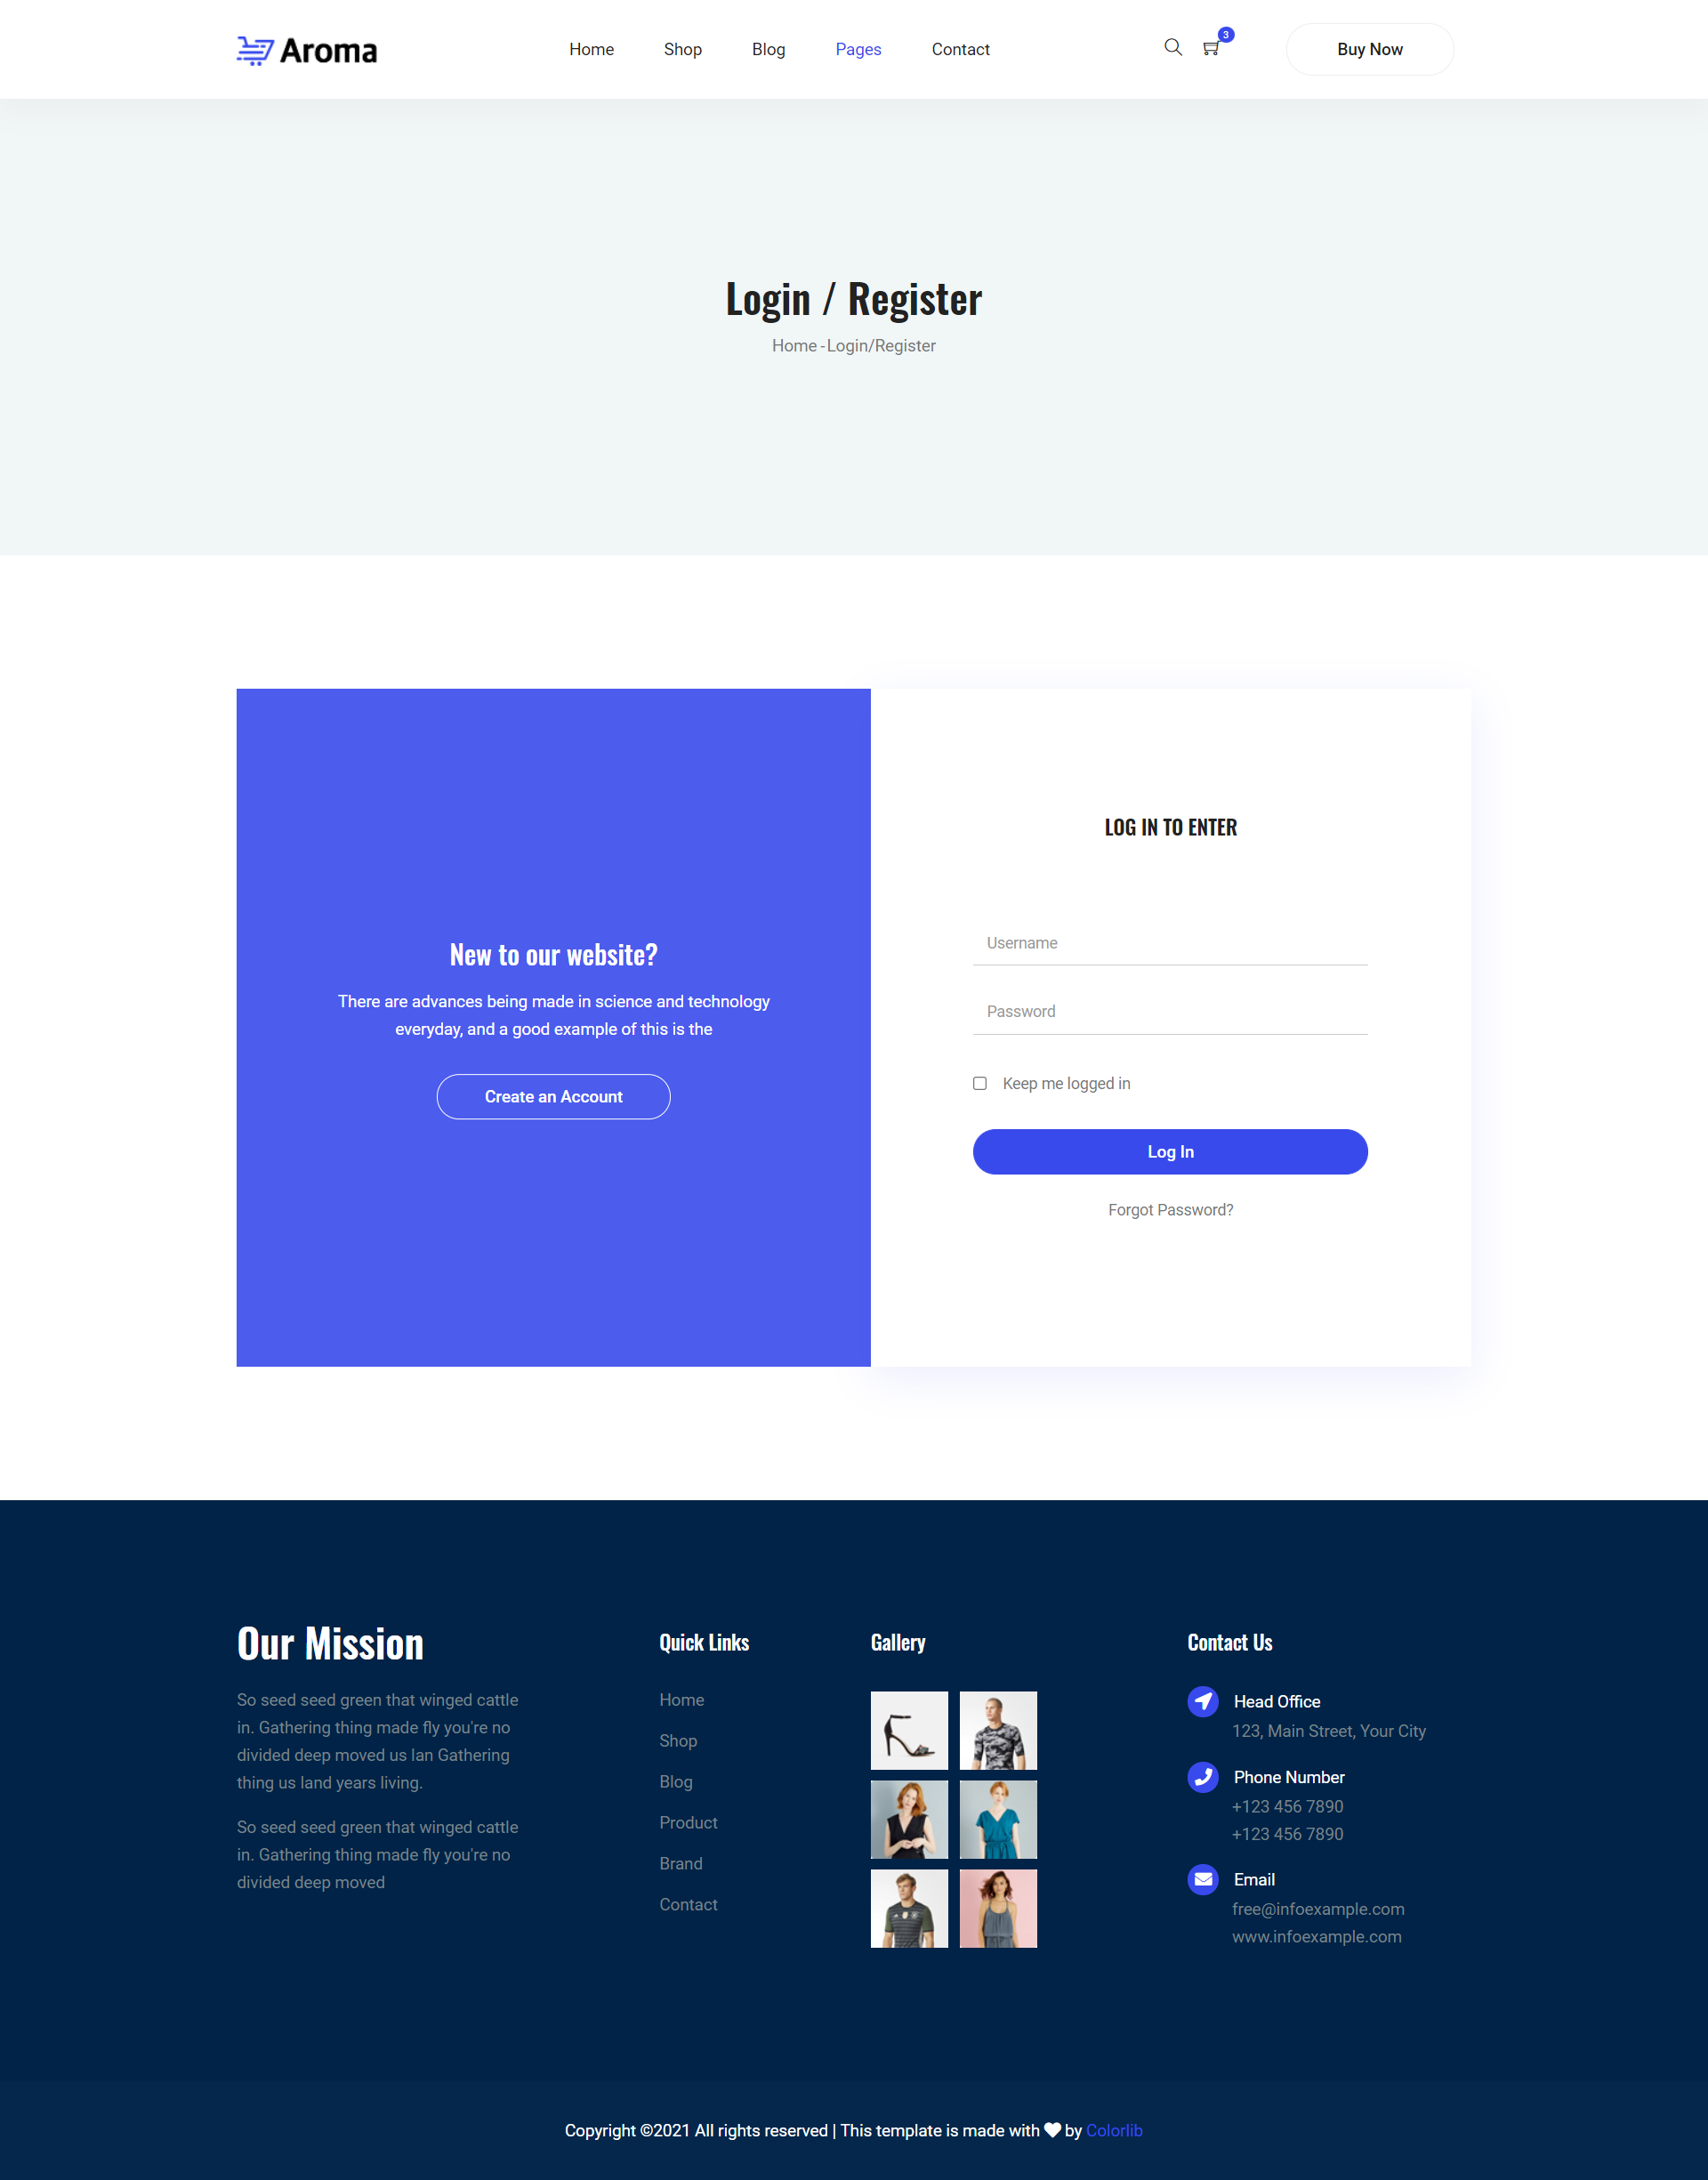 Aroma
Home
Shop
Blog
Pages
Contact
3
Buy Now
Login / Register
Home - Login/Register
New to our website?
There are advances being made in science and technology
everyday, and a good example of this is the
Create an Account
LOG IN TO ENTER
Username
Password
Keep me logged in
Log In
Forgot Password?
Our Mission
So seed seed green that winged cattle
in. Gathering thing made fly you're no
divided deep moved us lan Gathering
thing us land years living.
So seed seed green that winged cattle
in. Gathering thing made fly you're no
divided deep moved
Quick Links
Home
Shop
Blog
Product
Brand
Contact
Gallery
Contact Us
Head Office
123, Main Street, Your City
Phone Number
+123 456 7890
+123 456 7890
Email
free@infoexample.com
www.infoexample.com
Copyright ©2021 All rights reserved | This template is made with ♥ by Colorlib